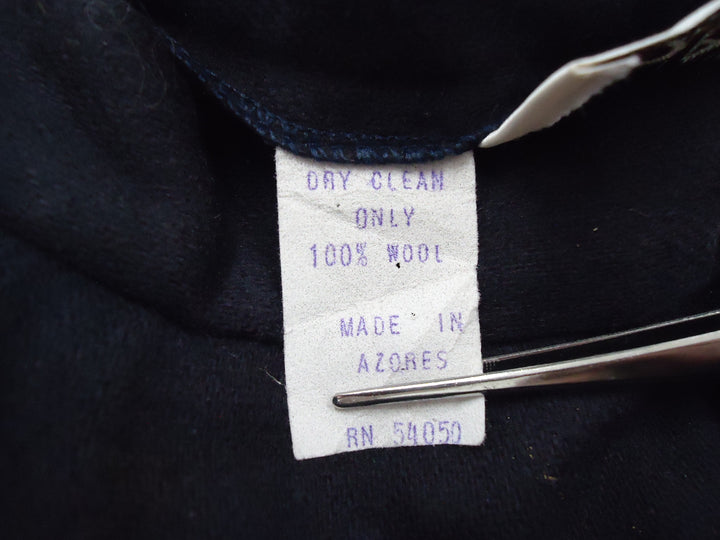 DRY CLEAN
ONLY
100% WOOL
MADE IN
AZORES
RN 54050